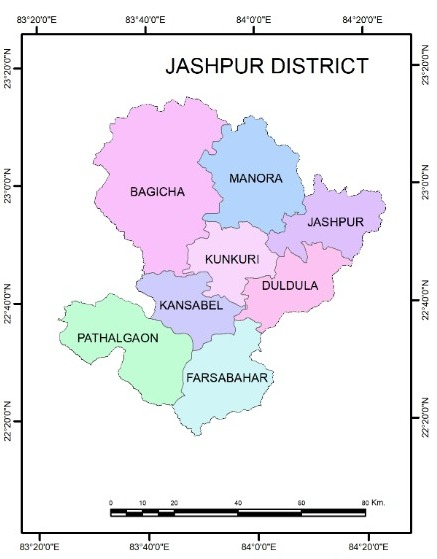 83°20'0"E 83°40'0"E 84°0'0"E 84°20'0"E
JASHPUR DISTRICT
23°20'0"N
23°20'0"N
BAGICHA
MANORA
23°0'0"N
23°0'0"N
JASHPUR
KUNKURI
DULDULA
22°40'0"N
22°40'0"N
KANSABEL
PATHALGAON
FARSABAHAR
22°20'0"N
22°20'0"N
0 10 20 40 60 80 Km.
83°20'0"E 83°40'0"E 84°0'0"E 84°20'0"E